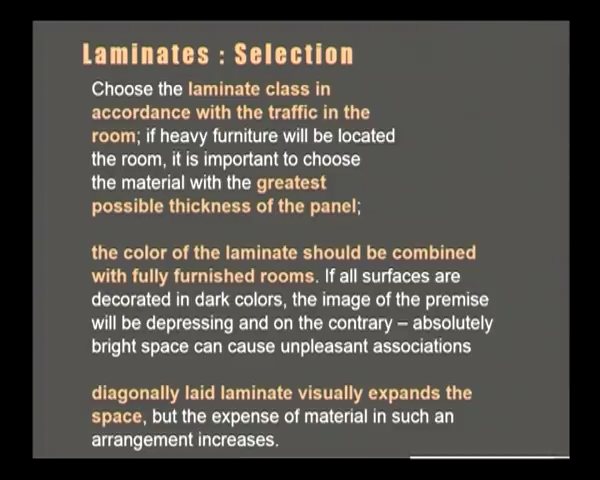 Laminates : Selection
Choose the laminate class in
accordance with the traffic in the
room; if heavy furniture will be located
the room, it is important to choose
the material with the greatest
possible thickness of the panel;
the color of the laminate should be combined
with fully furnished rooms. If all surfaces are
decorated in dark colors, the image of the premise
will be depressing and on the contrary – absolutely
bright space can cause unpleasant associations
diagonally laid laminate visually expands the
space, but the expense of material in such an
arrangement increases.